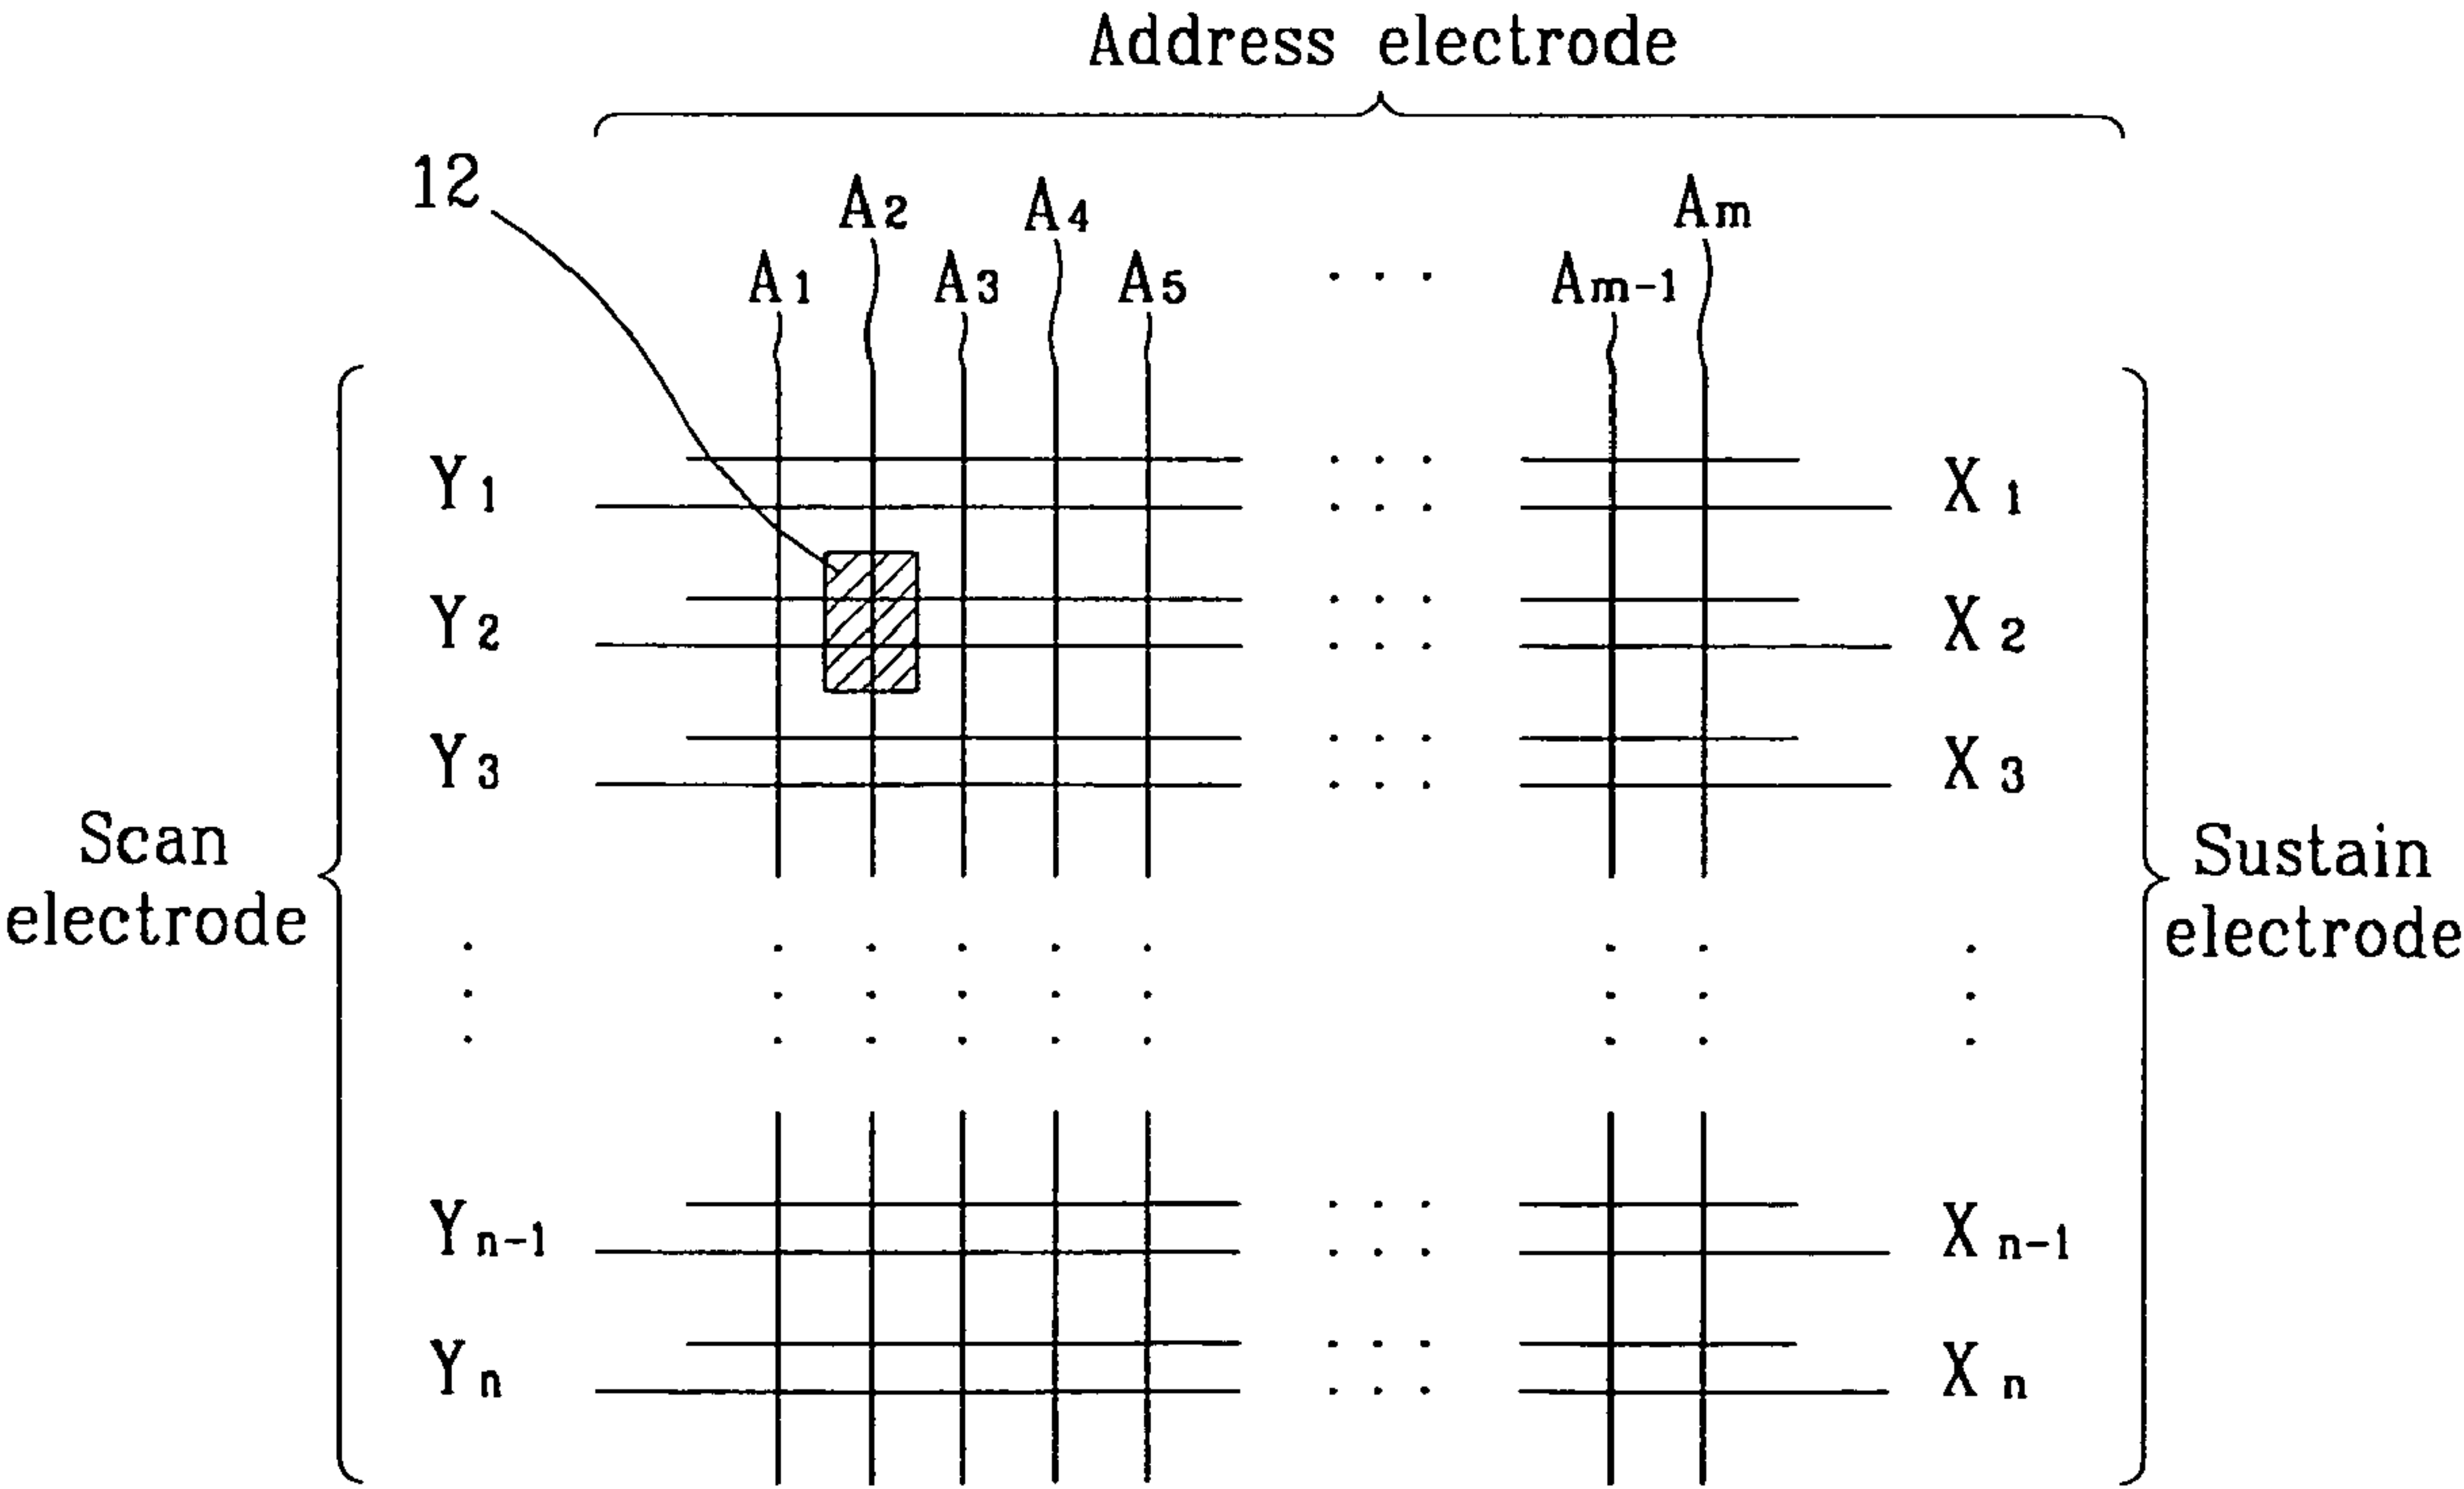 Address electrode
12
A2 A4 Am
A1 A3 A5 . . . Am-1
Y1 X1
Y2 X2
Y3 X3
Scan electrode
Sustain electrode
Yn-1 Xn-1
Yn Xn